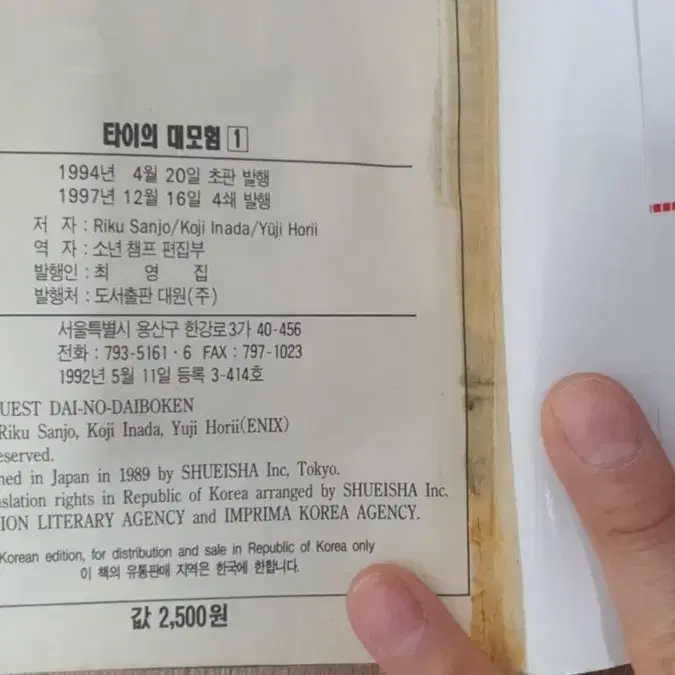 타이의 대모험 1
1994년 4월 20일 초판 발행
1997년 12월 16일 4쇄 발행
저 자 : Riku Sanjo/Koji Inada/Yūji Horii
역 자 : 소년 챔프 편집부
발행인 : 최 영 집
발행처 : 도서출판 대원(주)
서울특별시 용산구 한강로3가 40-456
전화 : 793-5161·6 FAX : 797-1023
1992년 5월 11일 등록 3-414호
UEST DAI-NO-DAIBOKEN
Riku Sanjo, Koji Inada, Yuji Horii(ENIX)
eserved.
hed in Japan in 1989 by SHUEISHA Inc, Tokyo.
nslation rights in Republic of Korea arranged by SHUEISHA Inc.
ION LITERARY AGENCY and IMPRIMA KOREA AGENCY.
Korean edition, for distribution and sale in Republic of Korea only
이 책의 유통판매 지역은 한국에 한합니다.
값 2,500원